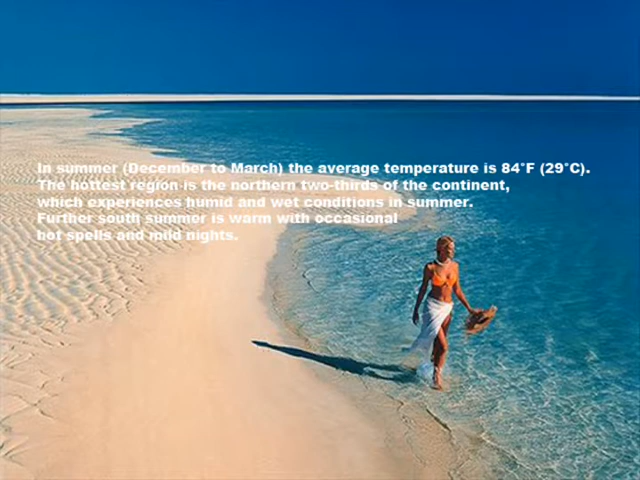 In summer (December to March) the average temperature is 84°F (29°C).
The hottest region is the northern two-thirds of the continent,
which experiences humid and wet conditions in summer.
Further south summer is warm with occasional
hot spells and mild nights.